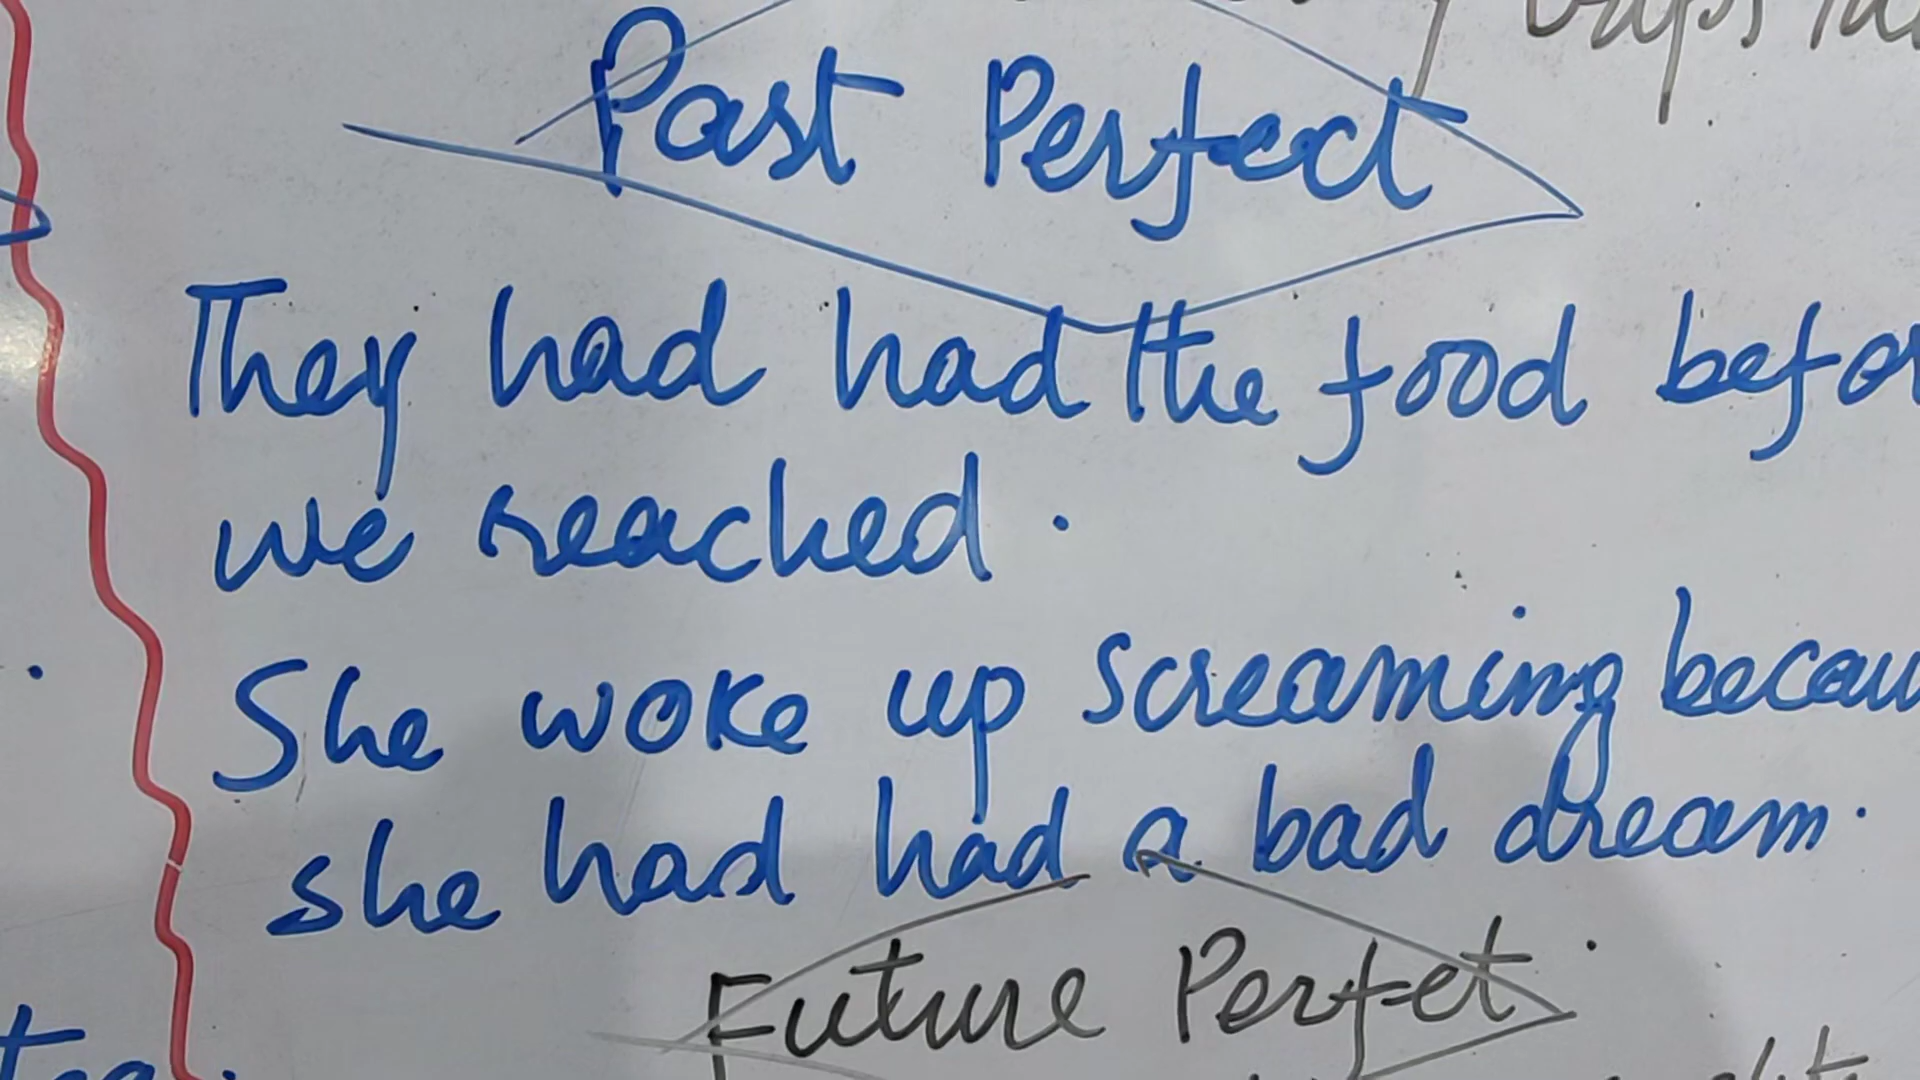 Past Perfect
They had had the food befor
we reached.
She woke up screaming becau
she had had a bad dream.
Future Perfet